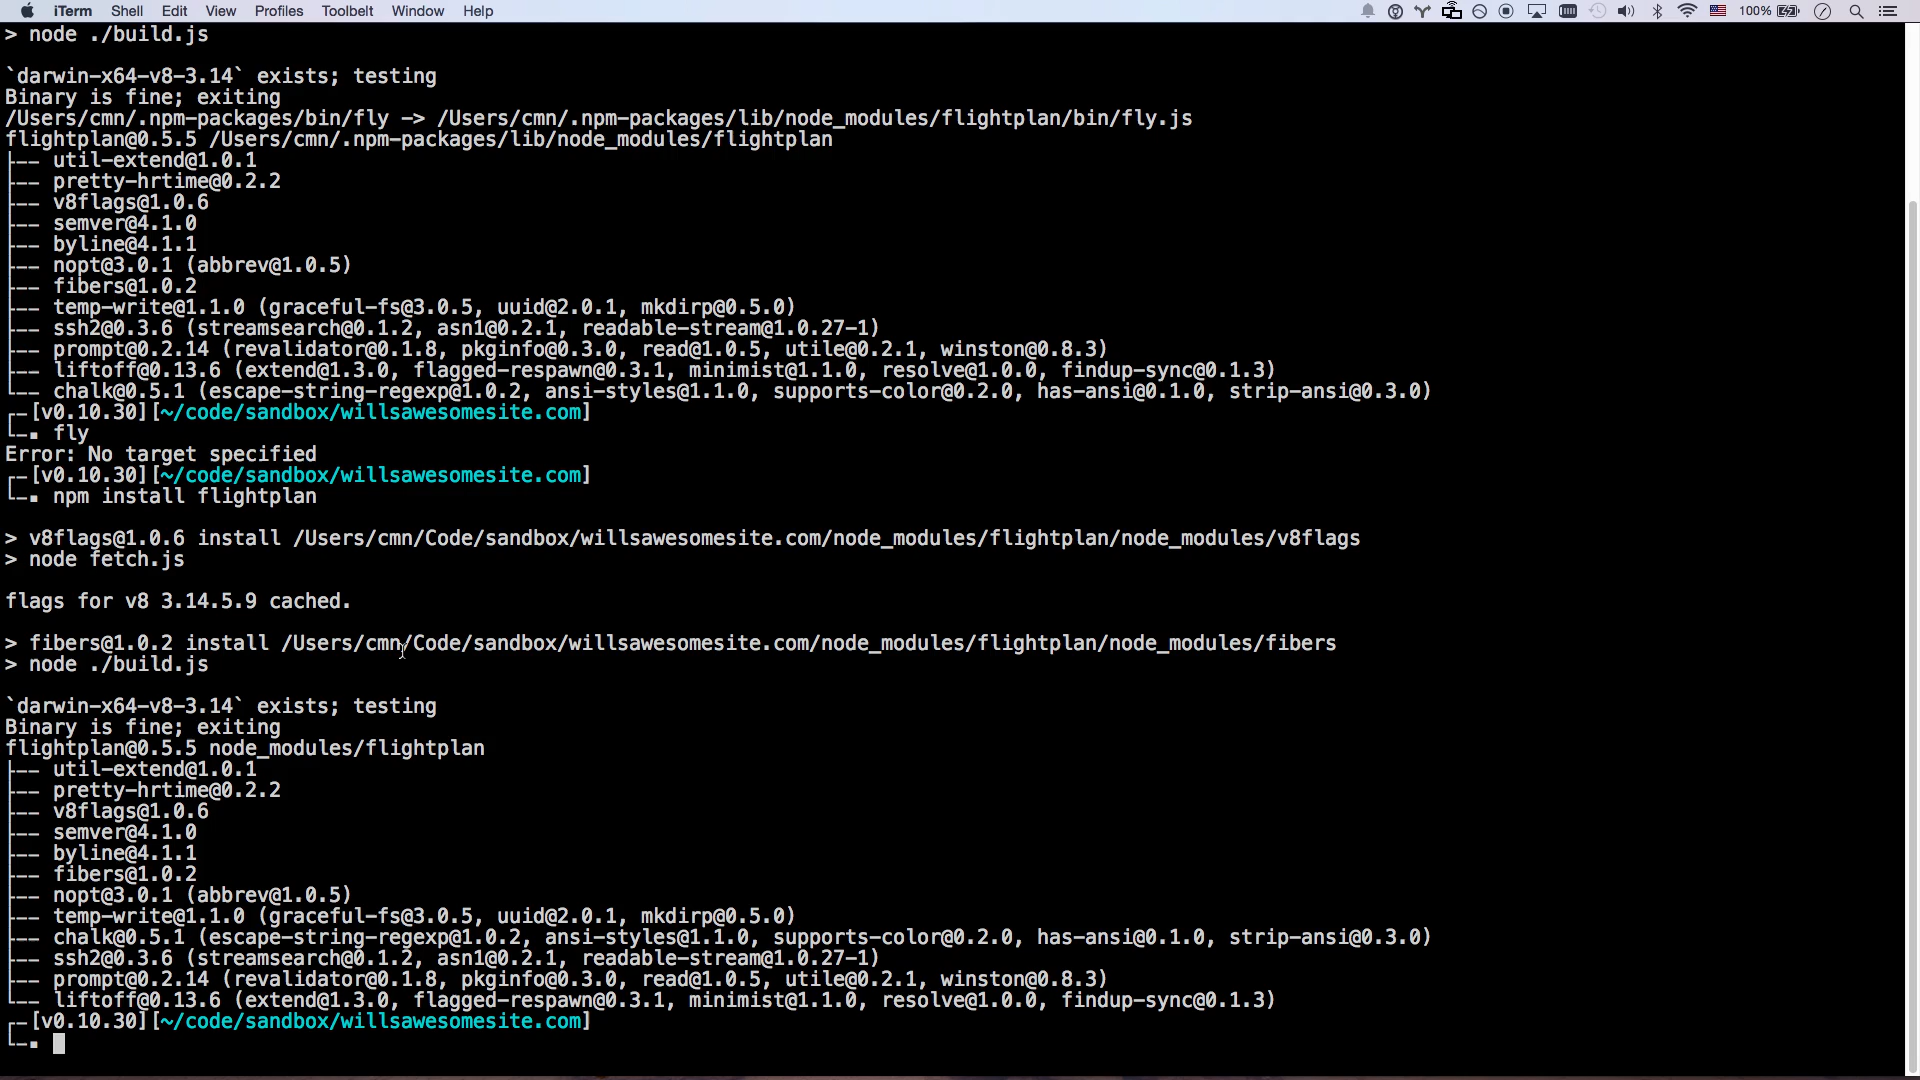 iTerm Shell Edit View Profiles Toolbelt Window Help 100%
> node ./build.js
`darwin-x64-v8-3.14` exists; testing
Binary is fine; exiting
/Users/cmn/.npm-packages/bin/fly -> /Users/cmn/.npm-packages/lib/node_modules/flightplan/bin/fly.js
flightplan@0.5.5 /Users/cmn/.npm-packages/lib/node_modules/flightplan
├── util-extend@1.0.1
├── pretty-hrtime@0.2.2
├── v8flags@1.0.6
├── semver@4.1.0
├── byline@4.1.1
├── nopt@3.0.1 (abbrev@1.0.5)
├── fibers@1.0.2
├── temp-write@1.1.0 (graceful-fs@3.0.5, uuid@2.0.1, mkdirp@0.5.0)
├── ssh2@0.3.6 (streamsearch@0.1.2, asn1@0.2.1, readable-stream@1.0.27-1)
├── prompt@0.2.14 (revalidator@0.1.8, pkginfo@0.3.0, read@1.0.5, utile@0.2.1, winston@0.8.3)
├── liftoff@0.13.6 (extend@1.3.0, flagged-respawn@0.3.1, minimist@1.1.0, resolve@1.0.0, findup-sync@0.1.3)
└── chalk@0.5.1 (escape-string-regexp@1.0.2, ansi-styles@1.1.0, supports-color@0.2.0, has-ansi@0.1.0, strip-ansi@0.3.0)
┌─[v0.10.30][~/code/sandbox/willsawesomesite.com]
└─▪ fly
Error: No target specified
┌─[v0.10.30][~/code/sandbox/willsawesomesite.com]
└─▪ npm install flightplan
> v8flags@1.0.6 install /Users/cmn/Code/sandbox/willsawesomesite.com/node_modules/flightplan/node_modules/v8flags
> node fetch.js
flags for v8 3.14.5.9 cached.
> fibers@1.0.2 install /Users/cmn/Code/sandbox/willsawesomesite.com/node_modules/flightplan/node_modules/fibers
> node ./build.js
`darwin-x64-v8-3.14` exists; testing
Binary is fine; exiting
flightplan@0.5.5 node_modules/flightplan
├── util-extend@1.0.1
├── pretty-hrtime@0.2.2
├── v8flags@1.0.6
├── semver@4.1.0
├── byline@4.1.1
├── fibers@1.0.2
├── nopt@3.0.1 (abbrev@1.0.5)
├── temp-write@1.1.0 (graceful-fs@3.0.5, uuid@2.0.1, mkdirp@0.5.0)
├── chalk@0.5.1 (escape-string-regexp@1.0.2, ansi-styles@1.1.0, supports-color@0.2.0, has-ansi@0.1.0, strip-ansi@0.3.0)
├── ssh2@0.3.6 (streamsearch@0.1.2, asn1@0.2.1, readable-stream@1.0.27-1)
├── prompt@0.2.14 (revalidator@0.1.8, pkginfo@0.3.0, read@1.0.5, utile@0.2.1, winston@0.8.3)
└── liftoff@0.13.6 (extend@1.3.0, flagged-respawn@0.3.1, minimist@1.1.0, resolve@1.0.0, findup-sync@0.1.3)
┌─[v0.10.30][~/code/sandbox/willsawesomesite.com]
└─▪